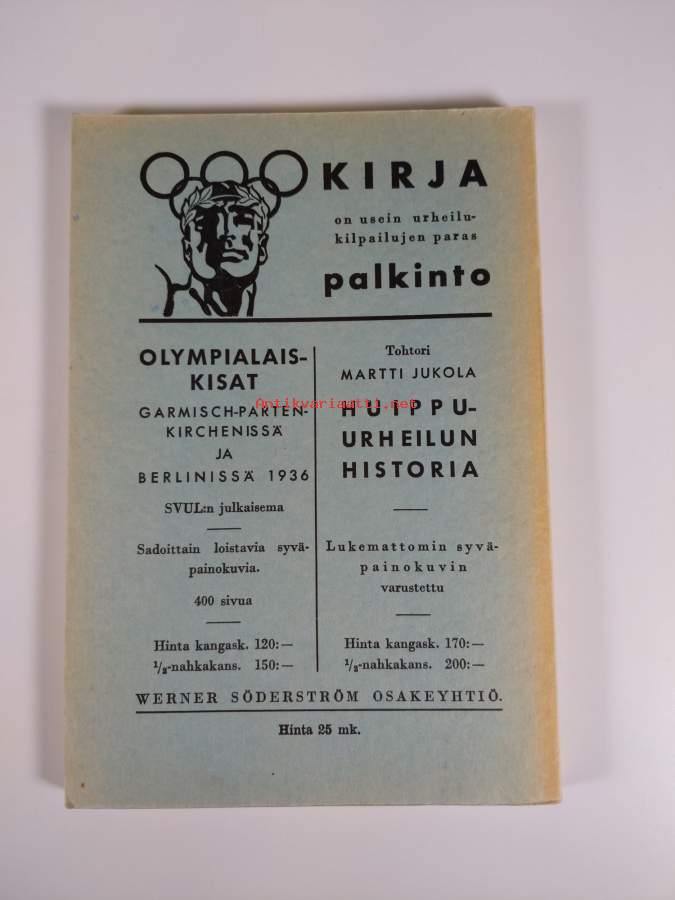 KIRJA
on usein urheilu-
kilpailujen paras
palkinto
OLYMPIALAIS-
KISAT
GARMISCH-PARTEN-
KIRCHENISSÄ
JA
BERLINISSÄ 1936
SVUL:n julkaisema
Sadoittain loistavia syvä-
painokuvia.
400 sivua
Hinta kangask. 120:—
½-nahkakans. 150:—
Tohtori
MARTTI JUKOLA
HUIPPU-
URHEILUN
HISTORIA
Lukemattomin syvä-
painokuvin
varustettu
Hinta kangask. 170:—
½-nahkakans. 200:—
WERNER SÖDERSTRÖM OSAKEYHTIÖ.
Hinta 25 mk.
Antikvariaatti.net